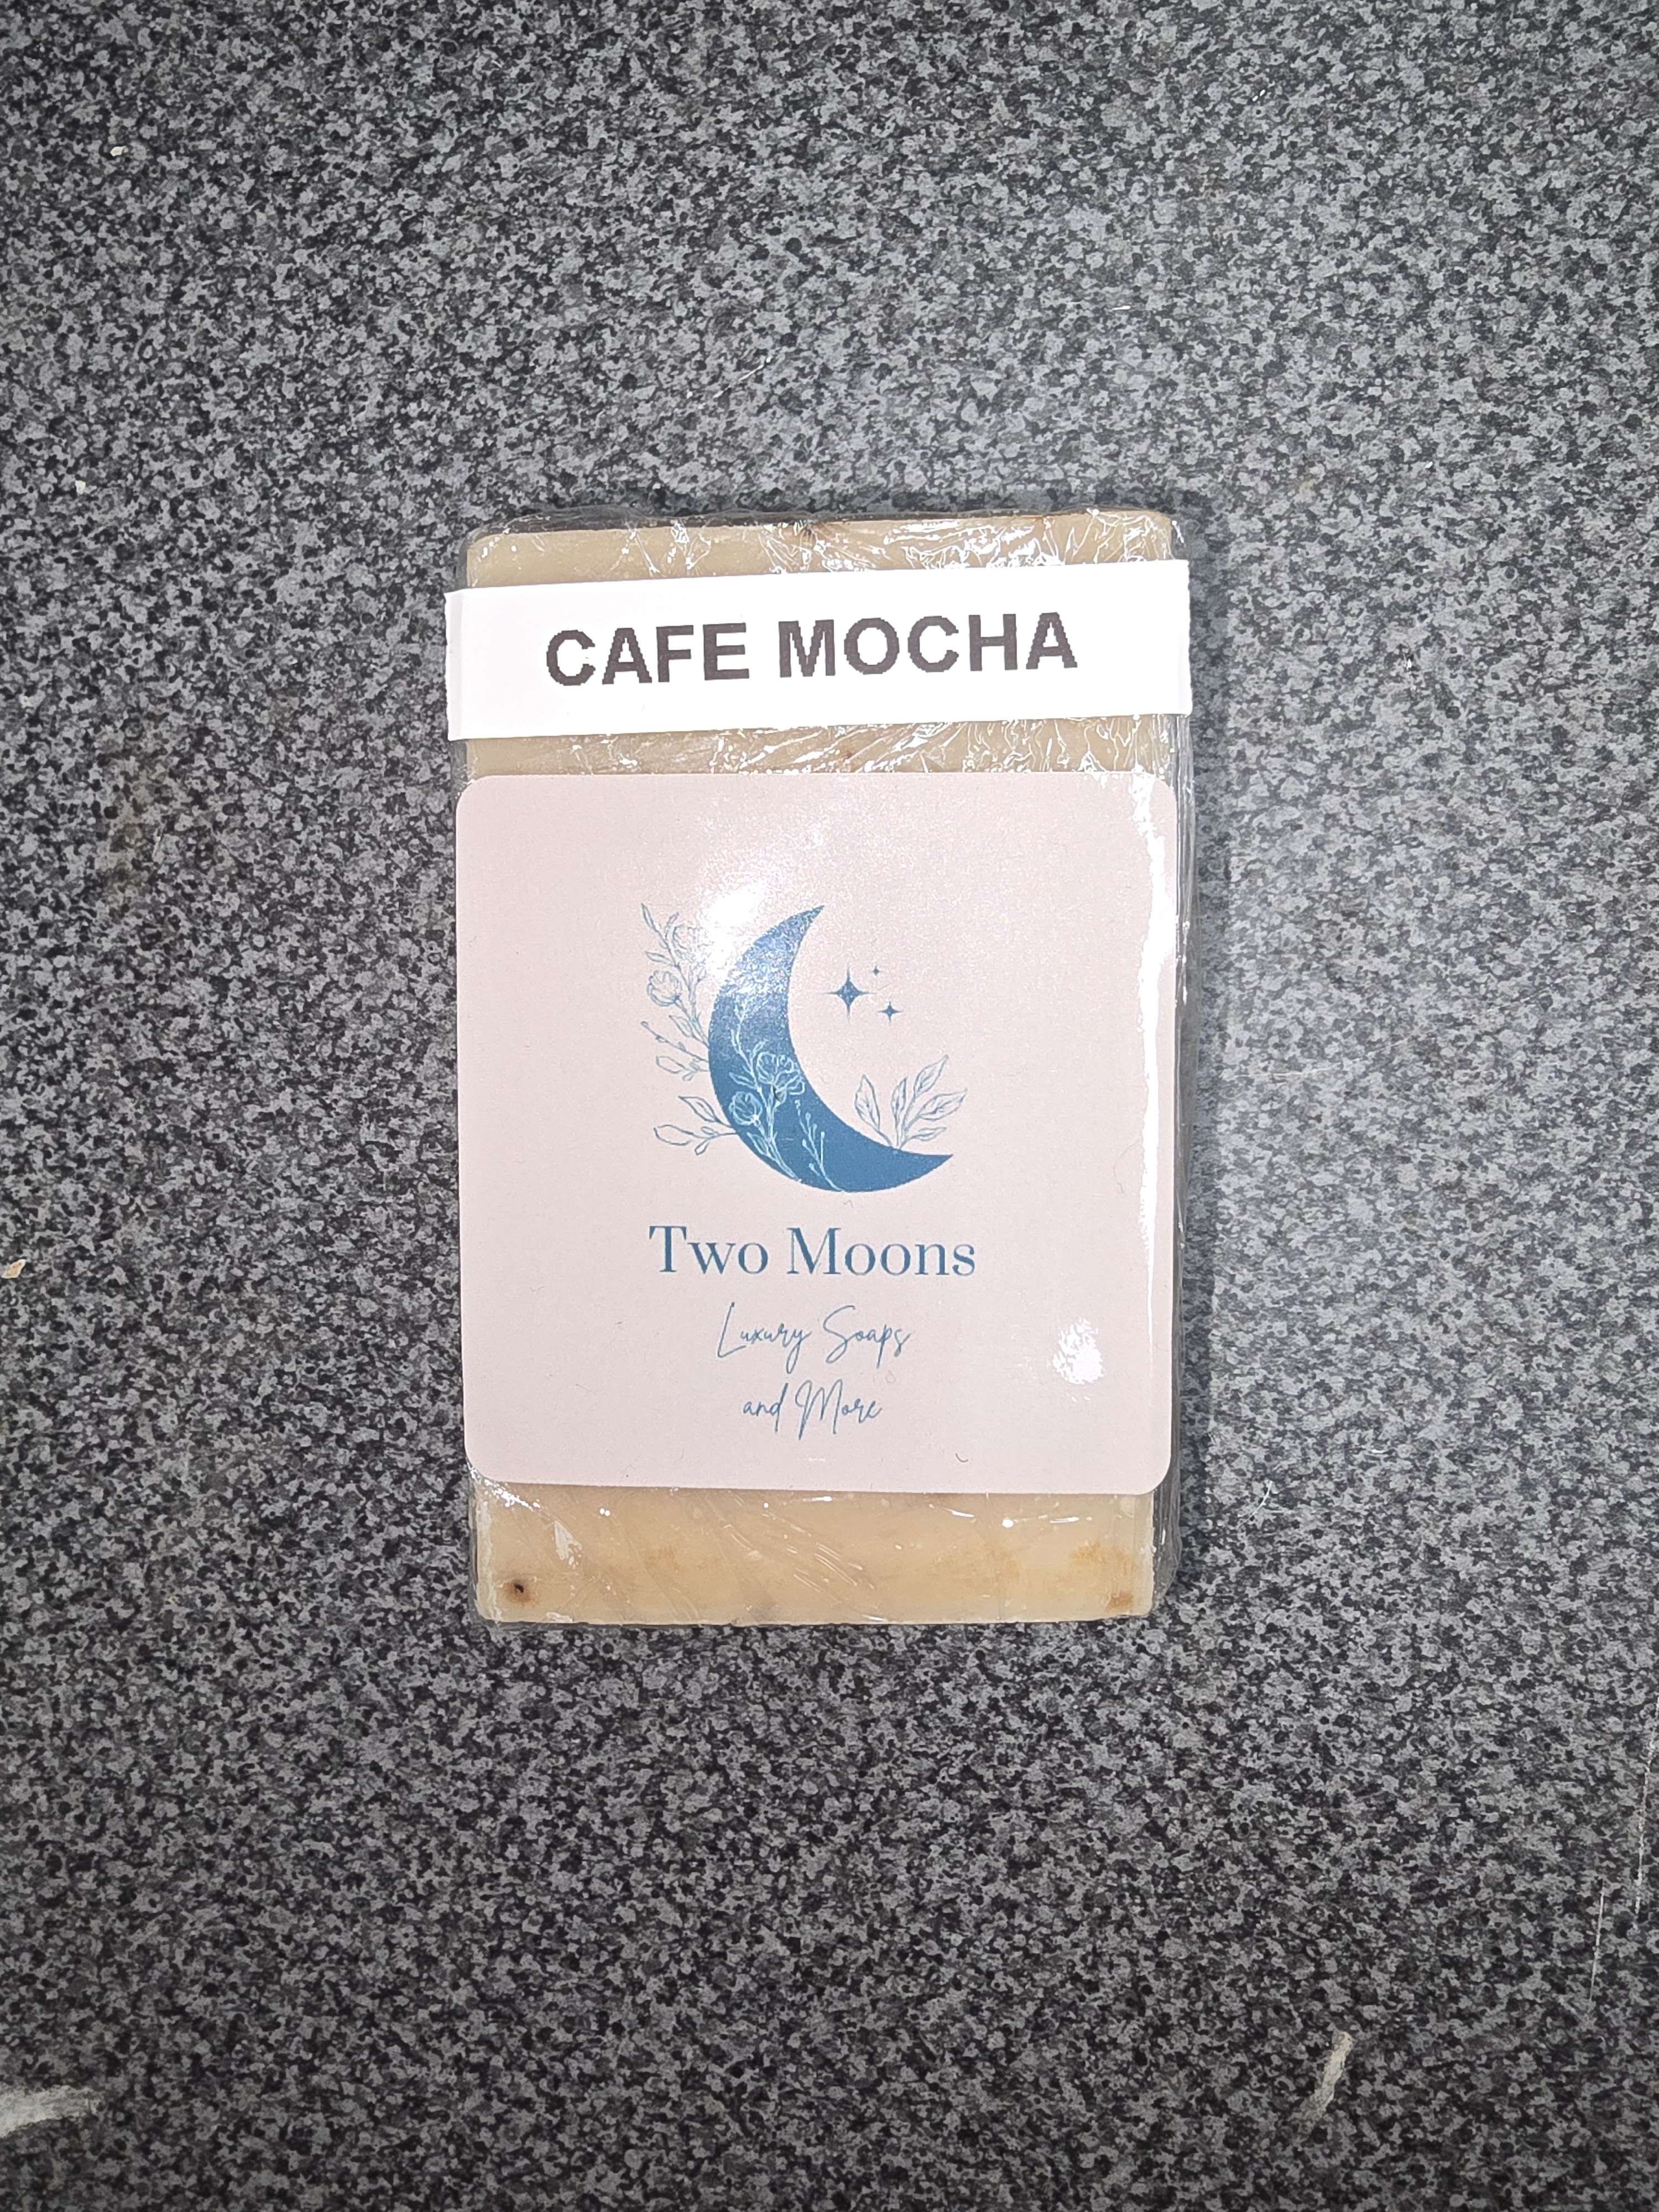 CAFE MOCHA
Two Moons
Luxury Soaps
and More